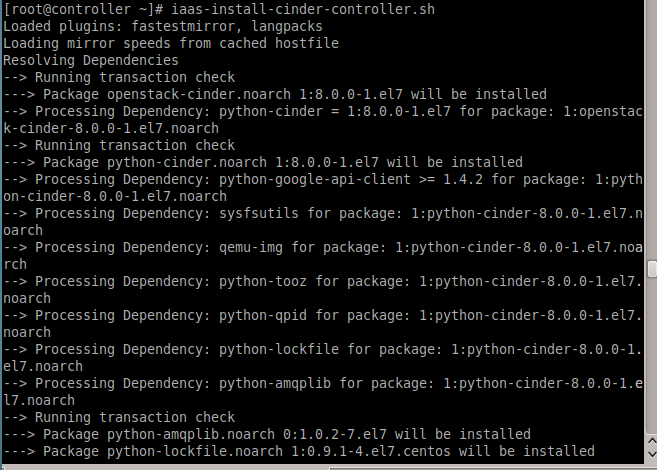 [root@controller ~]# iaas-install-cinder-controller.sh
Loaded plugins: fastestmirror, langpacks
Loading mirror speeds from cached hostfile
Resolving Dependencies
--> Running transaction check
---> Package openstack-cinder.noarch 1:8.0.0-1.el7 will be installed
--> Processing Dependency: python-cinder = 1:8.0.0-1.el7 for package: 1:openstac
k-cinder-8.0.0-1.el7.noarch
--> Running transaction check
---> Package python-cinder.noarch 1:8.0.0-1.el7 will be installed
--> Processing Dependency: python-google-api-client >= 1.4.2 for package: 1:pyth
on-cinder-8.0.0-1.el7.noarch
--> Processing Dependency: sysfsutils for package: 1:python-cinder-8.0.0-1.el7.n
oarch
--> Processing Dependency: qemu-img for package: 1:python-cinder-8.0.0-1.el7.noa
rch
--> Processing Dependency: python-tooz for package: 1:python-cinder-8.0.0-1.el7.
noarch
--> Processing Dependency: python-qpid for package: 1:python-cinder-8.0.0-1.el7.
noarch
--> Processing Dependency: python-lockfile for package: 1:python-cinder-8.0.0-1.
el7.noarch
--> Processing Dependency: python-amqplib for package: 1:python-cinder-8.0.0-1.e
l7.noarch
--> Running transaction check
---> Package python-amqplib.noarch 0:1.0.2-7.el7 will be installed
---> Package python-lockfile.noarch 1:0.9.1-4.el7.centos will be installed